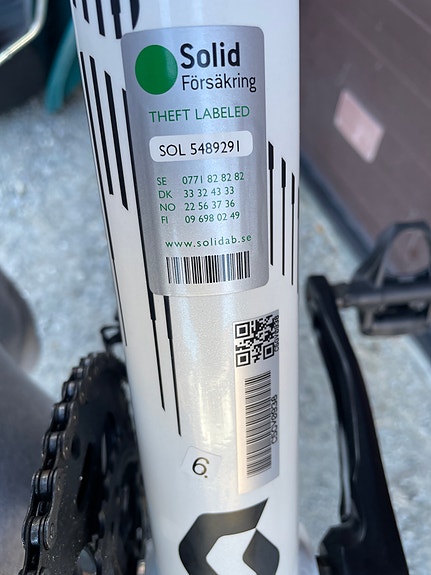 Solid
Försäkring
THEFT LABELED
SOL 5489291
SE 0771 82 82 82
DK 33 32 43 33
NO 22 56 37 36
FI 09 698 02 49
www.solidab.se
6.